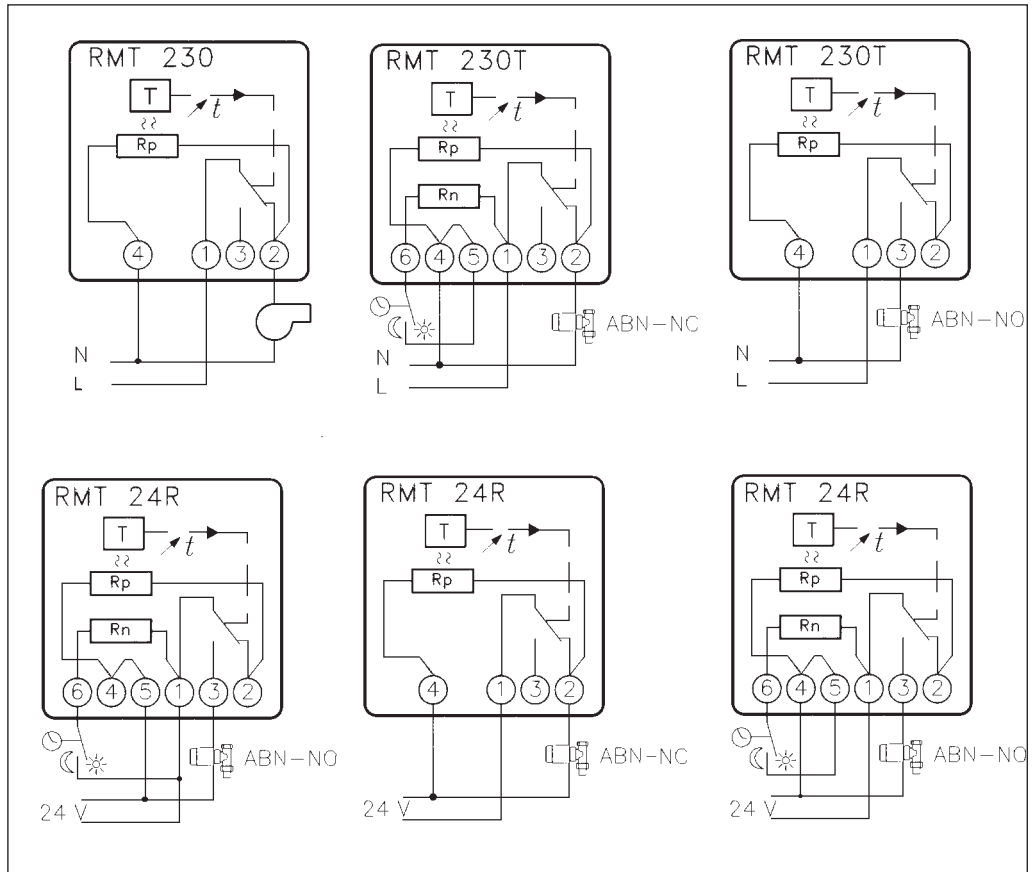 RMT 230
T
t
Rp
4 1 3 2
N
L
RMT 230T
T
t
Rp
Rn
6 4 5 1 3 2
ABN-NC
N
L
RMT 230T
T
t
Rp
4 1 3 2
ABN-NO
N
L
RMT 24R
T
t
Rp
Rn
6 4 5 1 3 2
ABN-NO
24 V
RMT 24R
T
t
Rp
4 1 3 2
ABN-NC
24 V
RMT 24R
T
t
Rp
Rn
6 4 5 1 3 2
ABN-NO
24 V